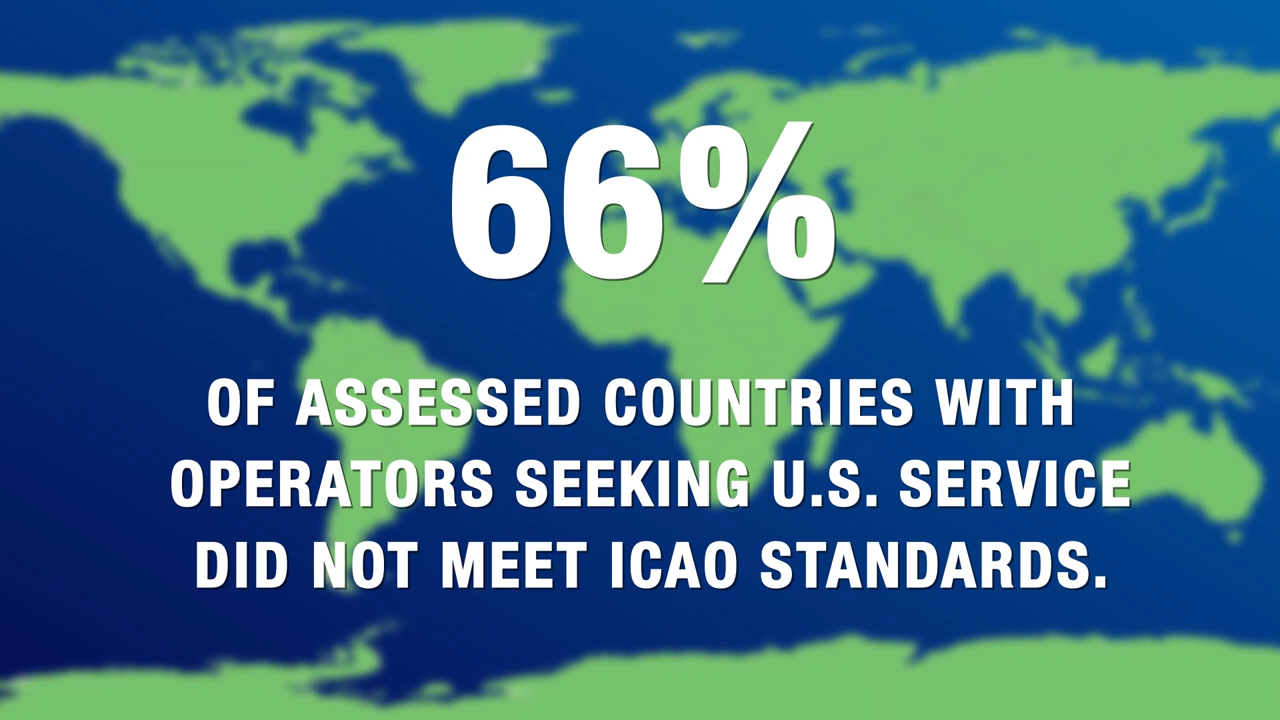 66%
OF ASSESSED COUNTRIES WITH
OPERATORS SEEKING U.S. SERVICE
DID NOT MEET ICAO STANDARDS.